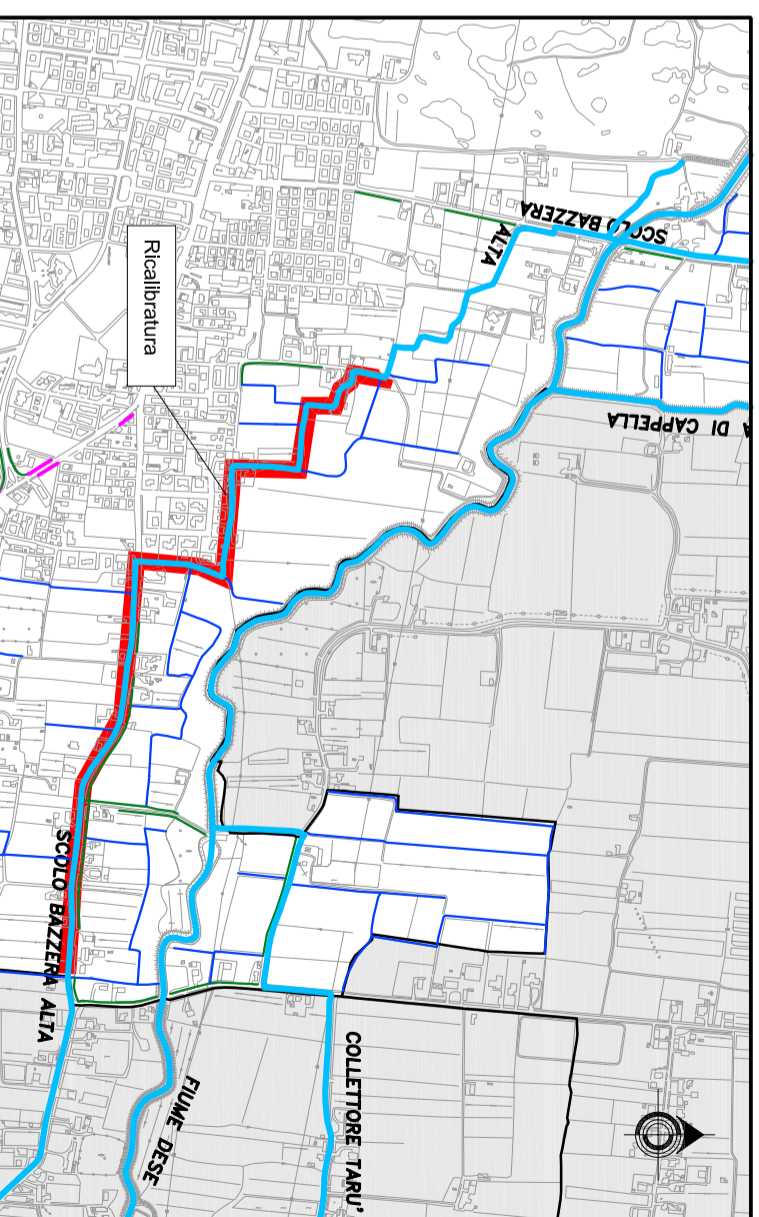 SCOLO BAZZERA
ALTA
A DI CAPPELLA
Ricalibratura
SCOLO BAZZERA ALTA
COLLETTORE TARU'
FIUME DESE